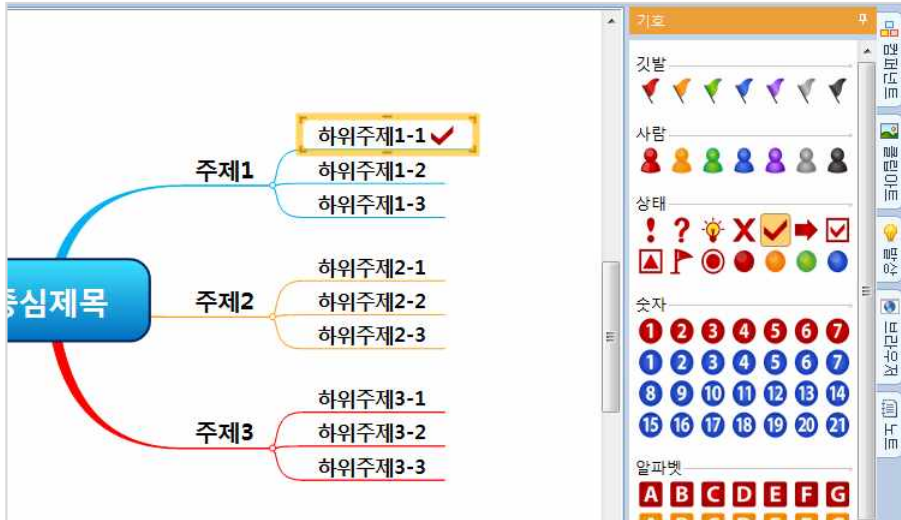 중심제목
주제1
하위주제1-1
하위주제1-2
하위주제1-3
주제2
하위주제2-1
하위주제2-2
하위주제2-3
주제3
하위주제3-1
하위주제3-2
하위주제3-3
기호
깃발
사람
상태
! ?
숫자
1 2 3 4 5 6 7
1 2 3 4 5 6 7
8 9 10 11 12 13 14
15 16 17 18 19 20 21
알파벳
A B C D E F G
컴퍼넌트
클립아트
발상
브라우저
노트